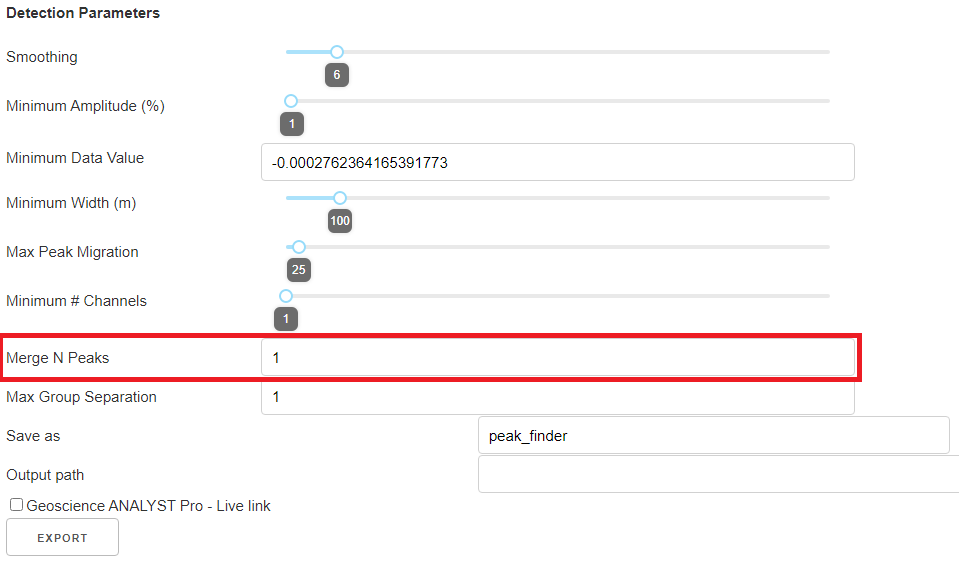 Detection Parameters
Smoothing
6
Minimum Amplitude (%)
1
Minimum Data Value -0.0002762364165391773
Minimum Width (m)
100
Max Peak Migration
25
Minimum # Channels
1
Merge N Peaks 1
Max Group Separation 1
Save as peak_finder
Output path
Geoscience ANALYST Pro - Live link
EXPORT